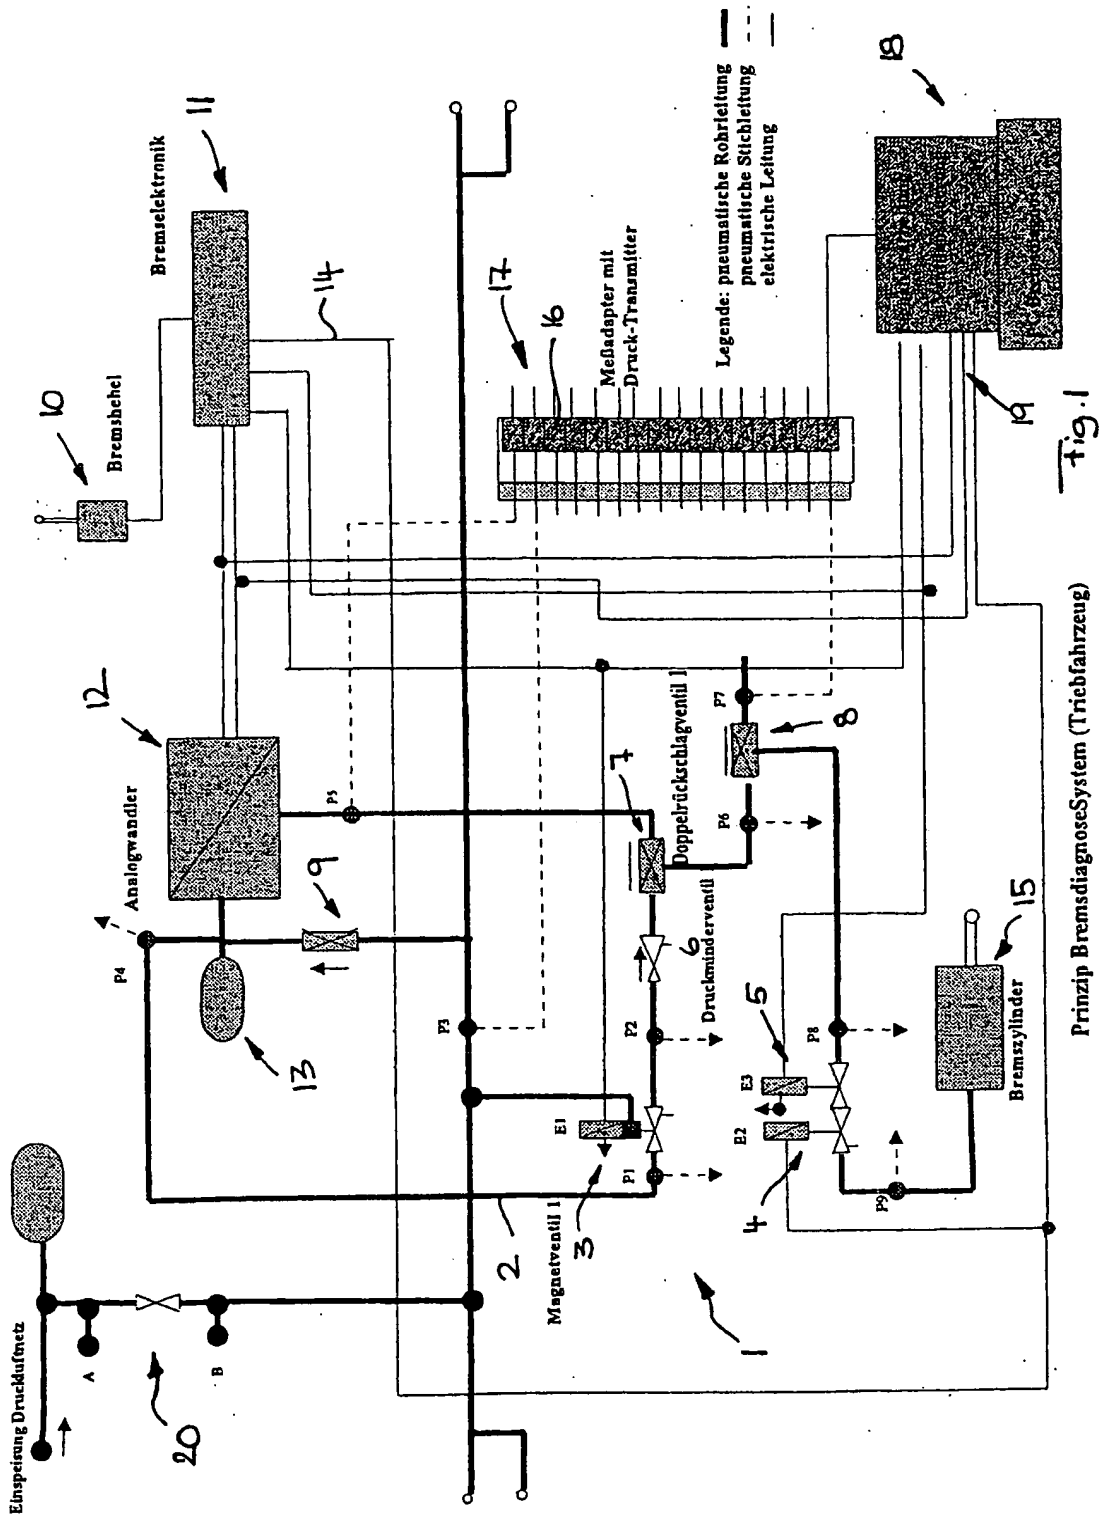 Einspeisung Druckluftnetz
A
B
20
13
P4
Analogwandler
12
9
P5
Bremshebel
10
Bremselektronik
11
14
2
P3
Magnetventil 1
3
E1
P1
P2
6
Druckminderventil 1
7
Doppelrückschlagventil 1
P6
P7
8
17
16
Meßadapter mit
Druck-Transmitter
Legende: pneumatische Rohrleitung
pneumatische Stichleitung
elektrische Leitung
1
4
E2
5
E3
P9
P8
Bremszylinder
15
18
19
Prinzip BremsdiagnoseSystem (Triebfahrzeug)
Fig.1